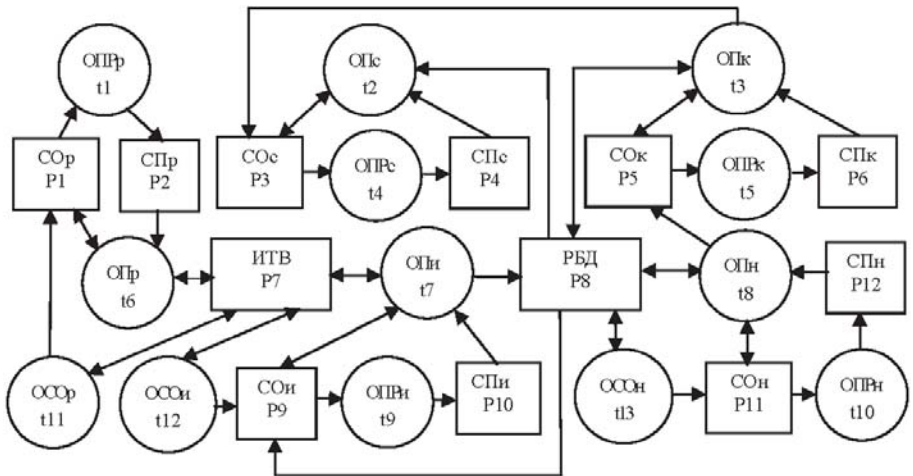 ОПРр
t1
ОПс
t2
ОПк
t3
СОр
P1
СПр
P2
СОс
P3
ОПРс
t4
СПс
P4
СОк
P5
ОПРк
t5
СПк
P6
ОПр
t6
ИТВ
P7
ОПи
t7
РБД
P8
ОПн
t8
СПн
P12
ОСОр
t11
ОСОи
t12
СОи
P9
ОПРи
t9
СПи
P10
ОСОн
t13
СОн
P11
ОПРн
t10